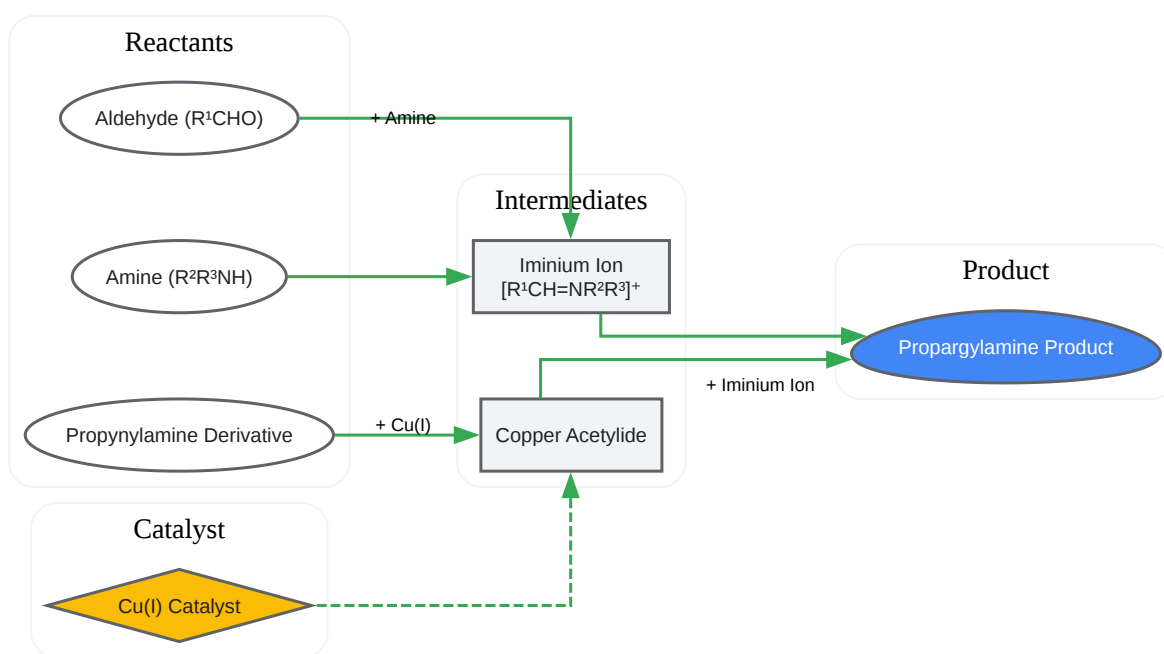 Reactants
Aldehyde (R¹CHO)
+ Amine
Intermediates
Amine (R²R³NH)
Iminium Ion
[R¹CH=NR²R³]⁺
Product
Propargylamine Product
+ Iminium Ion
Propynylamine Derivative
+ Cu(I)
Copper Acetylide
Catalyst
Cu(I) Catalyst